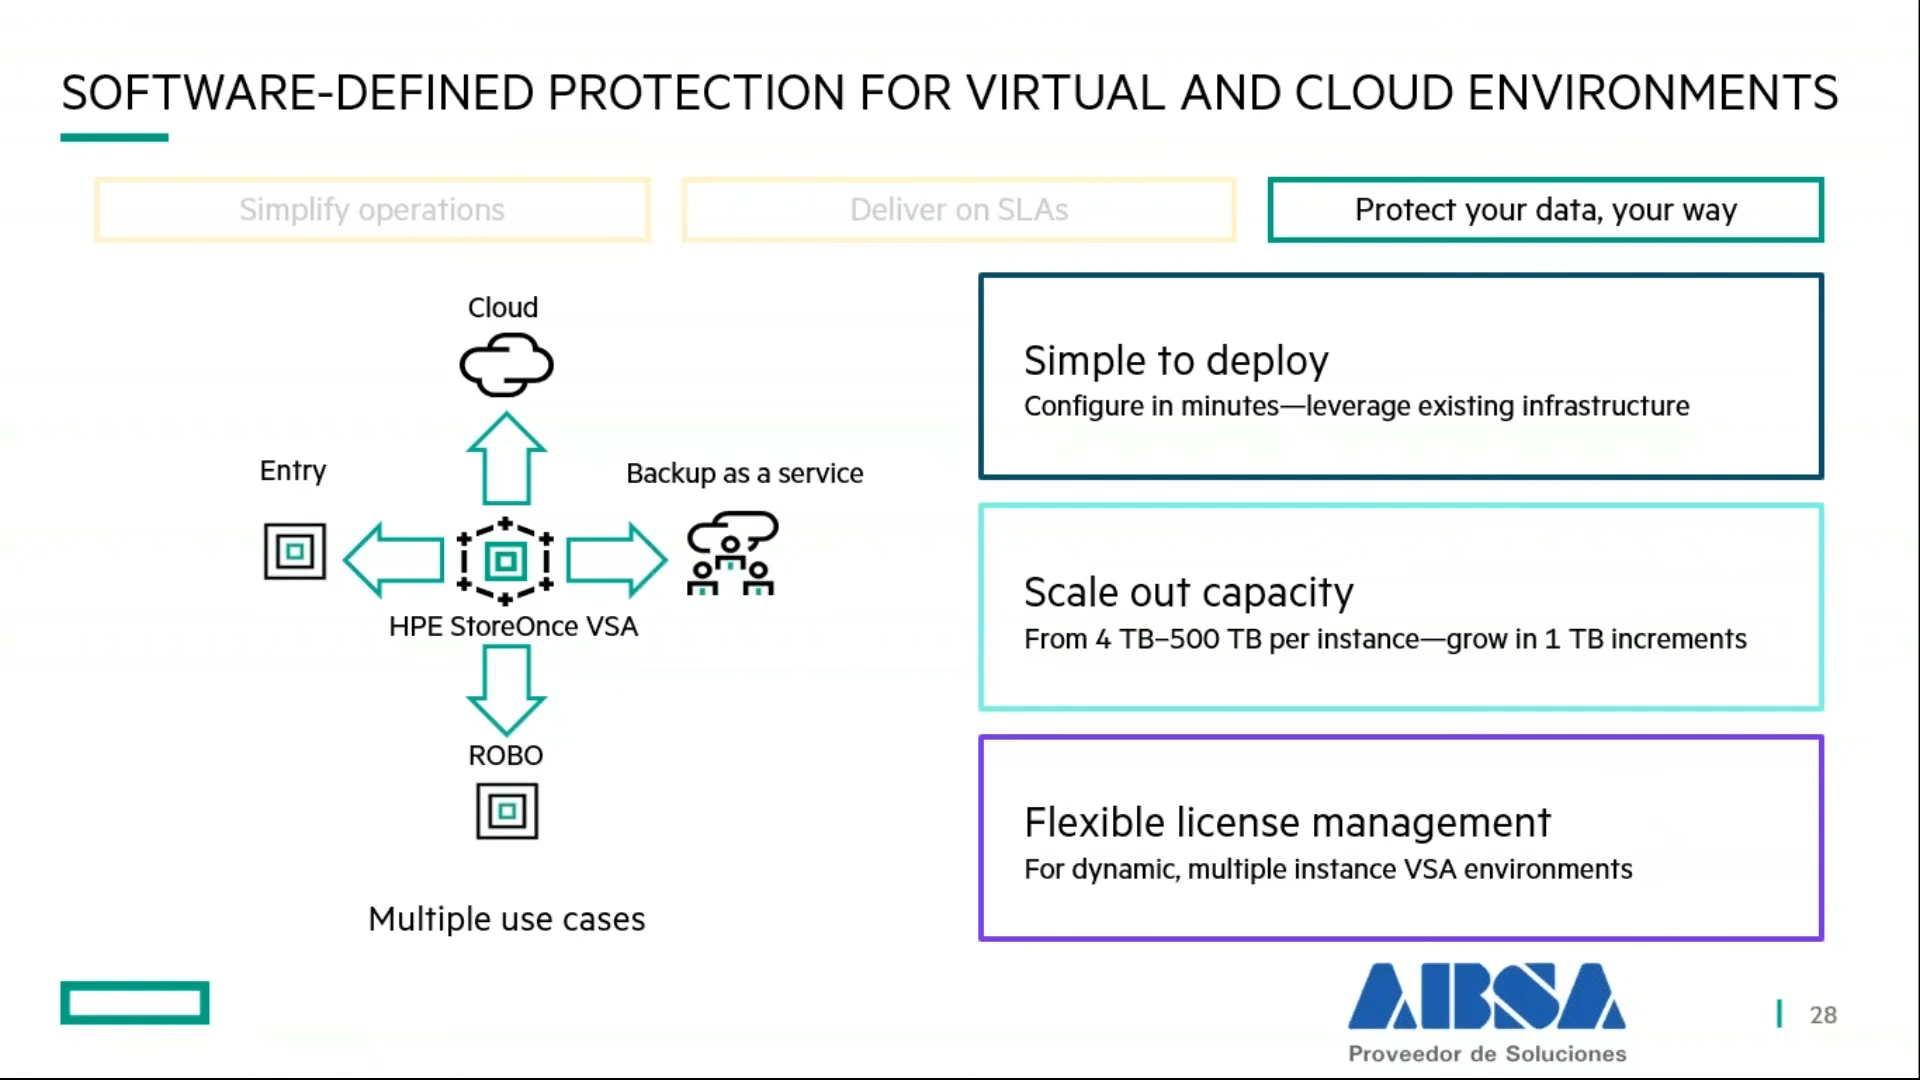 SOFTWARE-DEFINED PROTECTION FOR VIRTUAL AND CLOUD ENVIRONMENTS
Simplify operations
Deliver on SLAs
Protect your data, your way
Cloud
Entry
Backup as a service
HPE StoreOnce VSA
ROBO
Multiple use cases
Simple to deploy
Configure in minutes—leverage existing infrastructure
Scale out capacity
From 4 TB–500 TB per instance—grow in 1 TB increments
Flexible license management
For dynamic, multiple instance VSA environments
ABSA
Proveedor de Soluciones
28